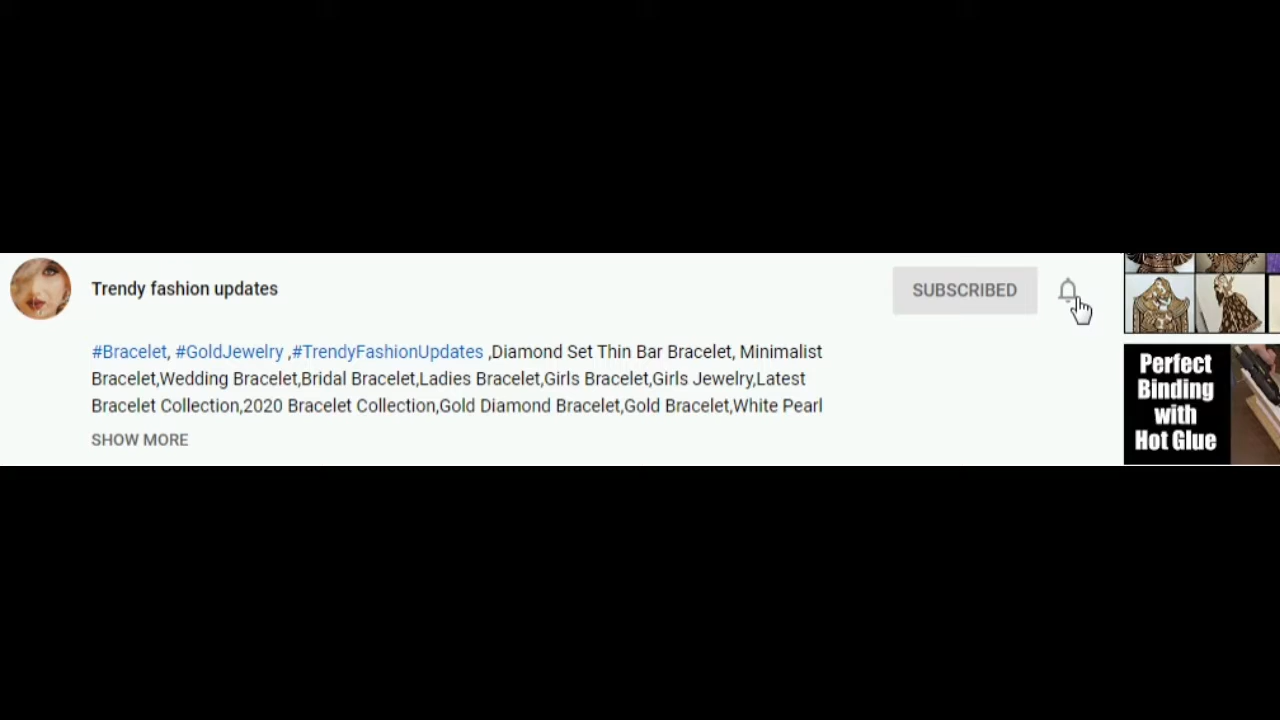 Trendy fashion updates
SUBSCRIBED
#Bracelet, #GoldJewelry ,#TrendyFashionUpdates ,Diamond Set Thin Bar Bracelet, Minimalist
Bracelet,Wedding Bracelet,Bridal Bracelet,Ladies Bracelet,Girls Bracelet,Girls Jewelry,Latest
Bracelet Collection,2020 Bracelet Collection,Gold Diamond Bracelet,Gold Bracelet,White Pearl
SHOW MORE
Perfect
Binding
with
Hot Glue